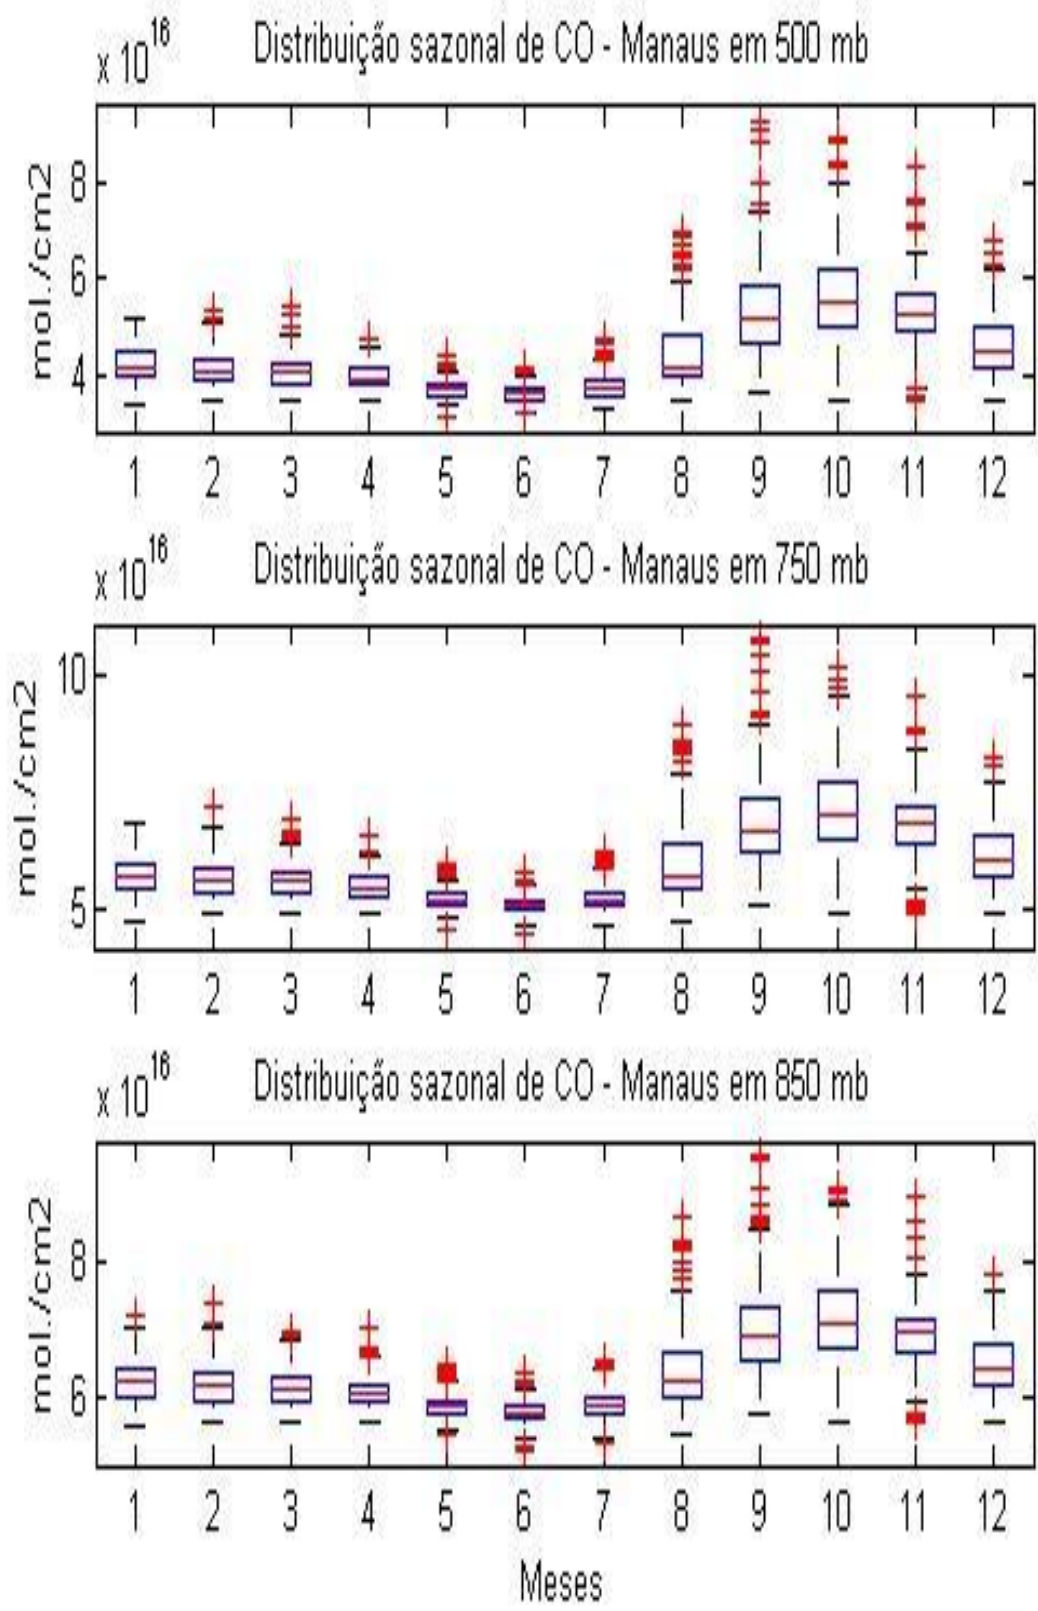 x 10^16
Distribuição sazonal de CO - Manaus em 500 mb
mol./cm2
8
6
4
1 2 3 4 5 6 7 8 9 10 11 12
x 10^16
Distribuição sazonal de CO - Manaus em 750 mb
mol./cm2
10
5
1 2 3 4 5 6 7 8 9 10 11 12
x 10^16
Distribuição sazonal de CO - Manaus em 850 mb
mol./cm2
8
6
1 2 3 4 5 6 7 8 9 10 11 12
Meses